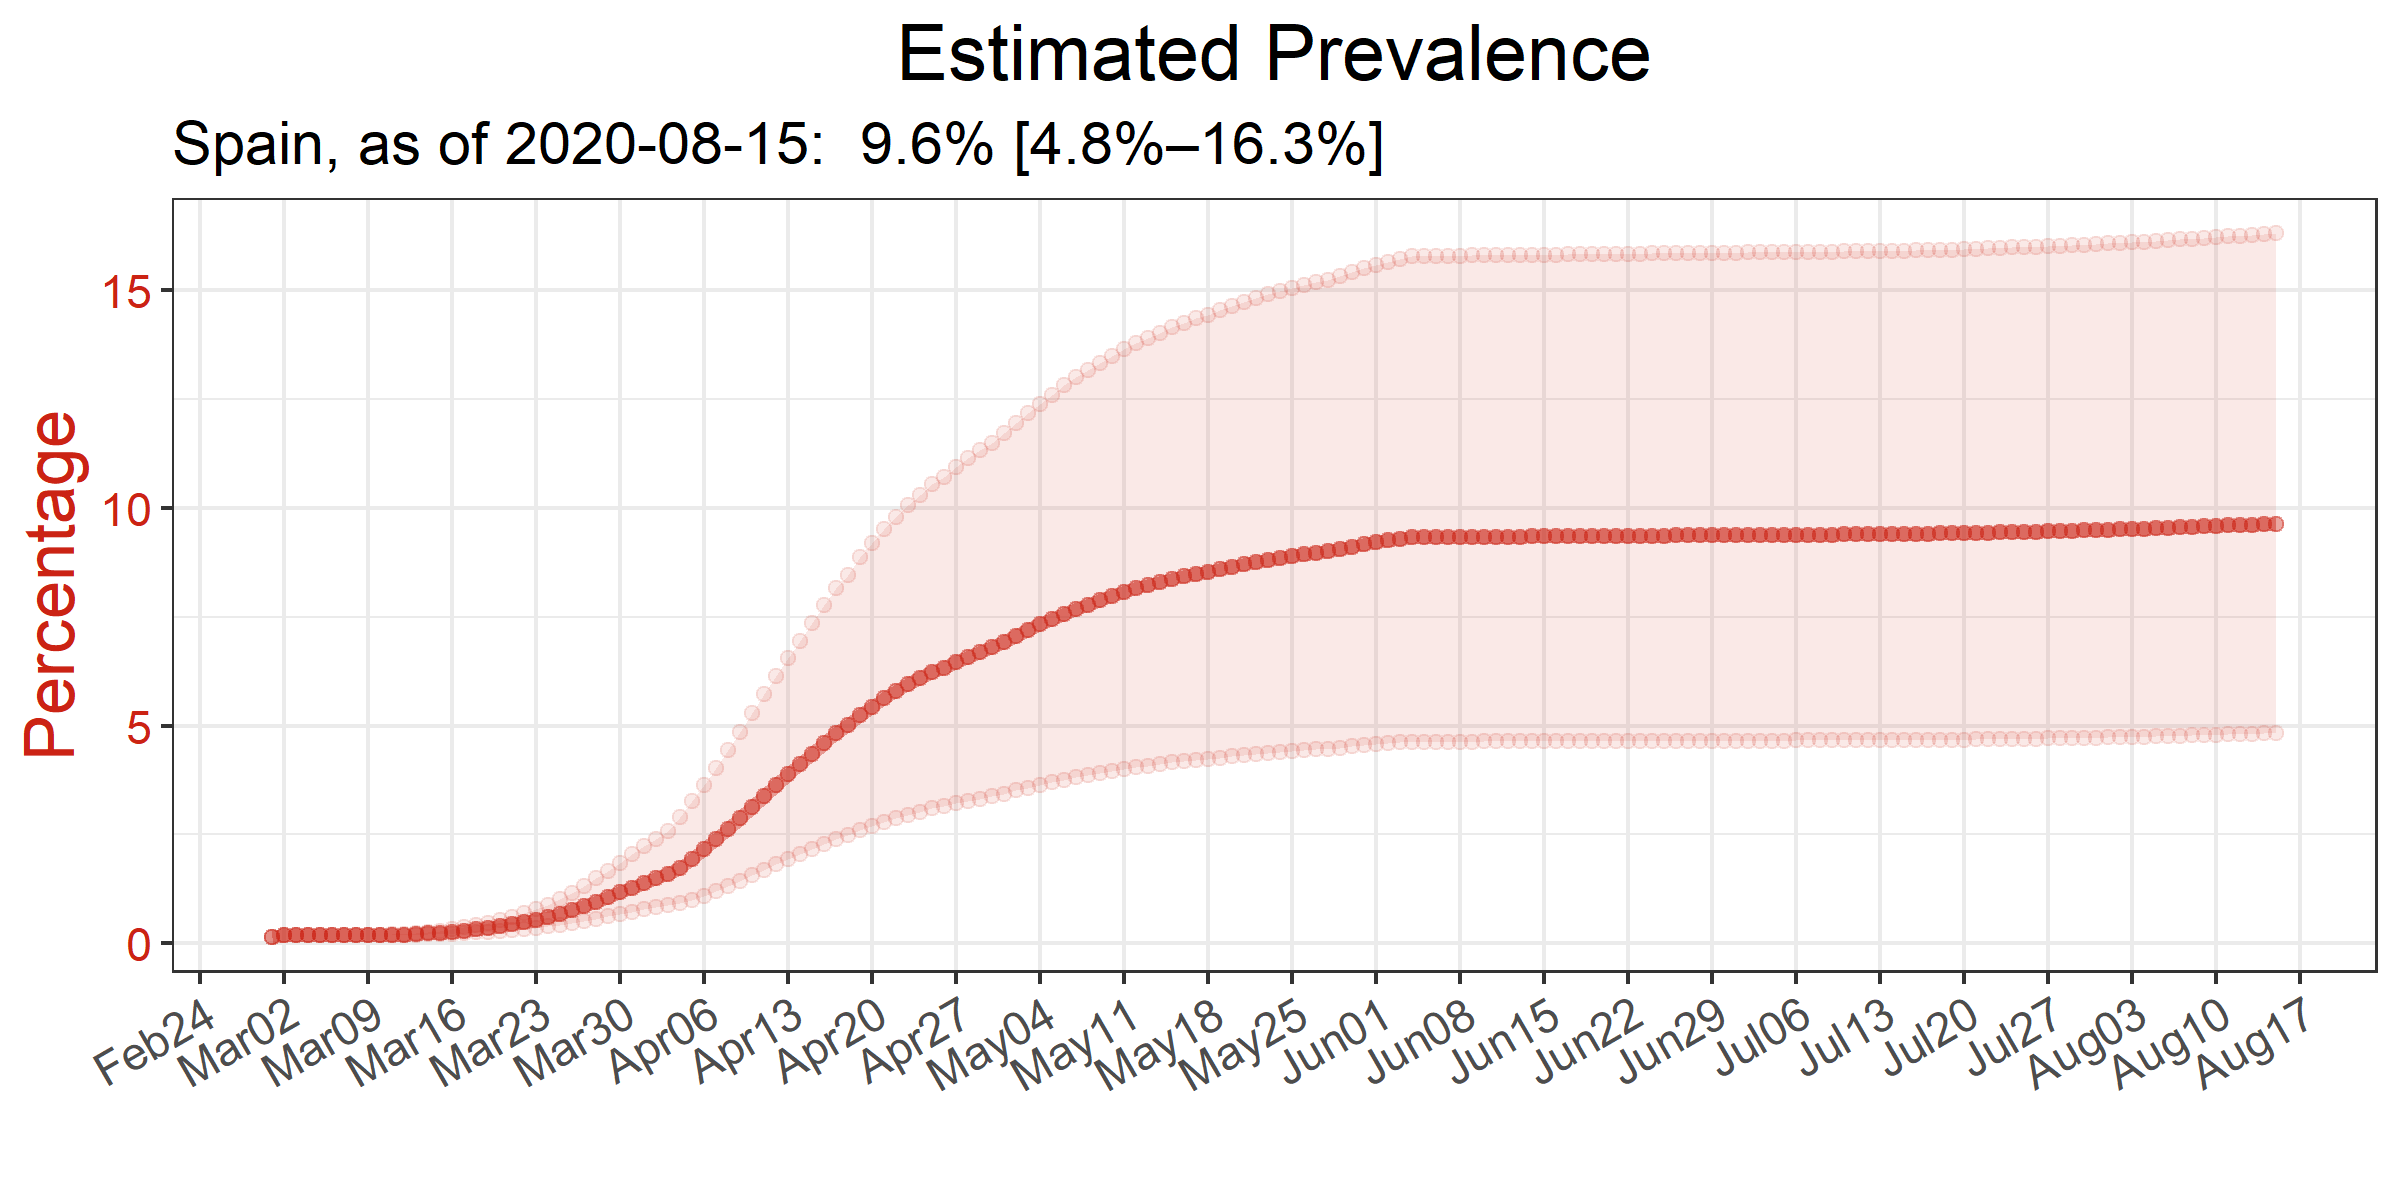 Estimated Prevalence
Spain, as of 2020-08-15:  9.6% [4.8%–16.3%]
Percentage
15
10
5
0
Feb24
Mar02
Mar09
Mar16
Mar23
Mar30
Apr06
Apr13
Apr20
Apr27
May04
May11
May18
May25
Jun01
Jun08
Jun15
Jun22
Jun29
Jul06
Jul13
Jul20
Jul27
Aug03
Aug10
Aug17